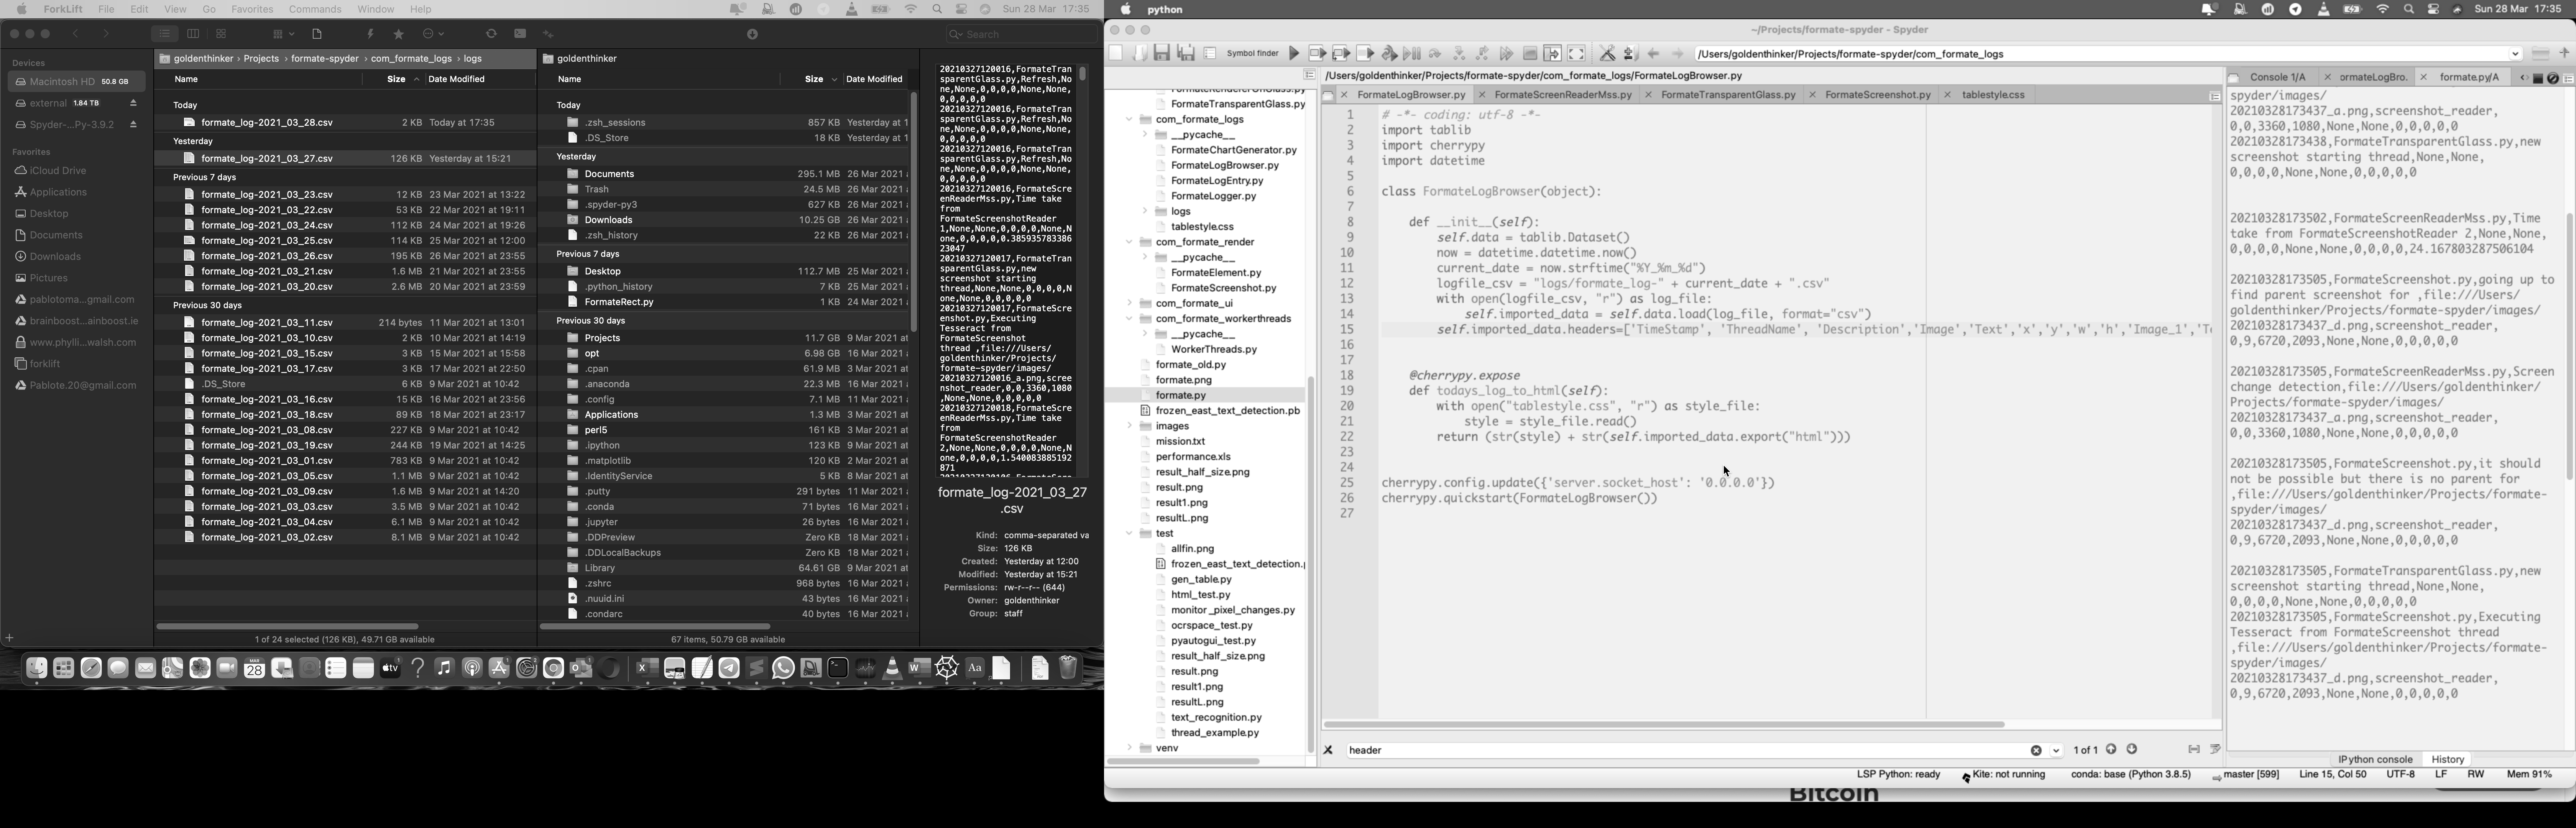 ForkLift File Edit View Go Favorites Commands Window Help
Sun 28 Mar 17:35
Search
Devices
Macintosh HD 50.8 GB
external 1.84 TB
Spyder-...Py-3.9.2
Favorites
iCloud Drive
Applications
Desktop
Documents
Downloads
Pictures
pablotoma...gmail.com
brainboost...ainboost.ie
www.phylli...walsh.com
forklift
Pablote.20@gmail.com
goldenthinker › Projects › formate-spyder › com_formate_logs › logs
Name Size Date Modified
Today
formate_log-2021_03_28.csv 2 KB Today at 17:35
Yesterday
formate_log-2021_03_27.csv 126 KB Yesterday at 15:21
Previous 7 days
formate_log-2021_03_23.csv 12 KB 23 Mar 2021 at 13:22
formate_log-2021_03_22.csv 53 KB 22 Mar 2021 at 19:11
formate_log-2021_03_24.csv 112 KB 24 Mar 2021 at 19:26
formate_log-2021_03_25.csv 114 KB 25 Mar 2021 at 12:00
formate_log-2021_03_26.csv 195 KB 26 Mar 2021 at 23:55
formate_log-2021_03_21.csv 1.6 MB 21 Mar 2021 at 23:55
formate_log-2021_03_20.csv 2.6 MB 20 Mar 2021 at 23:59
Previous 30 days
formate_log-2021_03_11.csv 214 bytes 11 Mar 2021 at 13:01
formate_log-2021_03_10.csv 2 KB 10 Mar 2021 at 14:19
formate_log-2021_03_15.csv 3 KB 15 Mar 2021 at 15:58
formate_log-2021_03_17.csv 3 KB 17 Mar 2021 at 22:50
.DS_Store 6 KB 9 Mar 2021 at 10:42
formate_log-2021_03_16.csv 15 KB 16 Mar 2021 at 23:56
formate_log-2021_03_18.csv 89 KB 18 Mar 2021 at 23:17
formate_log-2021_03_08.csv 227 KB 9 Mar 2021 at 10:42
formate_log-2021_03_19.csv 244 KB 19 Mar 2021 at 14:25
formate_log-2021_03_01.csv 783 KB 9 Mar 2021 at 10:42
formate_log-2021_03_05.csv 1.1 MB 9 Mar 2021 at 10:42
formate_log-2021_03_09.csv 1.6 MB 9 Mar 2021 at 14:20
formate_log-2021_03_03.csv 3.5 MB 9 Mar 2021 at 10:42
formate_log-2021_03_04.csv 6.1 MB 9 Mar 2021 at 10:42
formate_log-2021_03_02.csv 8.1 MB 9 Mar 2021 at 10:42
1 of 24 selected (126 KB), 49.71 GB available
goldenthinker
Name Size Date Modified
Today
.zsh_sessions 857 KB Yesterday at 1
.DS_Store 18 KB Yesterday at 1
Yesterday
Documents 295.1 MB 26 Mar 2021
Trash 24.5 MB 26 Mar 2021
.spyder-py3 627 KB 26 Mar 2021
Downloads 10.25 GB 26 Mar 2021
.zsh_history 22 KB 26 Mar 2021
Previous 7 days
Desktop 112.7 MB 25 Mar 2021
.python_history 7 KB 25 Mar 2021
FormateRect.py 1 KB 24 Mar 2021
Previous 30 days
Projects 11.7 GB 9 Mar 2021 at
opt 6.98 GB 16 Mar 2021
.cpan 61.9 MB 3 Mar 2021 at
.anaconda 22.3 MB 16 Mar 2021
.config 7.1 MB 11 Mar 2021
Applications 1.3 MB 3 Mar 2021 at
perl5 161 KB 3 Mar 2021 at
.ipython 123 KB 9 Mar 2021 at
.matplotlib 120 KB 2 Mar 2021 at
.IdentityService 5 KB 8 Mar 2021 at
.putty 291 bytes 11 Mar 2021
.conda 71 bytes 16 Mar 2021
.jupyter 26 bytes 16 Mar 2021
.DDPreview Zero KB 18 Mar 2021
.DDLocalBackups Zero KB 18 Mar 2021
Library 64.61 GB 9 Mar 2021 at
.zshrc 968 bytes 16 Mar 2021
.nuuid.ini 43 bytes 16 Mar 2021
.condarc 40 bytes 16 Mar 2021
67 items, 50.79 GB available
20210327120016,FormateTran
sparentGlass.py,Refresh,No
ne,None,0,0,0,0,None,None,
0,0,0,0,0
20210327120016,FormateTran
sparentGlass.py,Refresh,No
ne,None,0,0,0,0,None,None,
0,0,0,0,0
20210327120016,FormateTran
sparentGlass.py,Refresh,No
ne,None,0,0,0,0,None,None,
0,0,0,0,0
20210327120016,FormateScre
enReaderMss.py,Time take
from
FormateScreenshotReader
1,None,None,0,0,0,0,None,N
one,0,0,0,0,0.385935783386
23047
20210327120017,FormateTran
sparentGlass.py,new
screenshot starting
thread,None,None,0,0,0,0,N
one,None,0,0,0,0,0
20210327120017,FormateScre
enshot.py,Executing
Tesseract from
FormateScreenshot
thread ,file:///Users/
goldenthinker/Projects/
formate-spyder/images/
20210327120016_a.png,scree
nshot_reader,0,0,3360,1080
,None,None,0,0,0,0,0
20210327120018,FormateScre
enReaderMss.py,Time take
from
FormateScreenshotReader
2,None,None,0,0,0,0,None,N
one,0,0,0,0,1.540083885192
871
formate_log-2021_03_27
.csv
Kind: comma-separated va
Size: 126 KB
Created: Yesterday at 12:00
Modified: Yesterday at 15:21
Permissions: rw-r--r-- (644)
Owner: goldenthinker
Group: staff
python
Sun 28 Mar 17:35
~/Projects/formate-spyder - Spyder
Symbol finder
/Users/goldenthinker/Projects/formate-spyder/com_formate_logs
/Users/goldenthinker/Projects/formate-spyder/com_formate_logs/FormateLogBrowser.py
FormateTransparentGlass.py
com_formate_logs
__pycache__
FormateChartGenerator.py
FormateLogBrowser.py
FormateLogEntry.py
FormateLogger.py
logs
tablestyle.css
com_formate_render
__pycache__
FormateElement.py
FormateScreenshot.py
com_formate_ui
com_formate_workerthreads
__pycache__
WorkerThreads.py
formate_old.py
formate.png
formate.py
frozen_east_text_detection.pb
images
mission.txt
performance.xls
result_half_size.png
result.png
result1.png
resultL.png
test
allfin.png
frozen_east_text_detection.p
gen_table.py
html_test.py
monitor_pixel_changes.py
ocrspace_test.py
pyautogui_test.py
result_half_size.png
result.png
result1.png
resultL.png
text_recognition.py
thread_example.py
venv
FormateLogBrowser.py FormateScreenReaderMss.py FormateTransparentGlass.py FormateScreenshot.py tablestyle.css
1 # -*- coding: utf-8 -*-
2 import tablib
3 import cherrypy
4 import datetime
5
6 class FormateLogBrowser(object):
7
8 def __init__(self):
9 self.data = tablib.Dataset()
10 now = datetime.datetime.now()
11 current_date = now.strftime("%Y_%m_%d")
12 logfile_csv = "logs/formate_log-" + current_date + ".csv"
13 with open(logfile_csv, "r") as log_file:
14 self.imported_data = self.data.load(log_file, format="csv")
15 self.imported_data.headers=['TimeStamp', 'ThreadName', 'Description','Image','Text','x','y','w','h','Image_1','Te
16
17
18 @cherrypy.expose
19 def todays_log_to_html(self):
20 with open("tablestyle.css", "r") as style_file:
21 style = style_file.read()
22 return (str(style) + str(self.imported_data.export("html")))
23
24
25 cherrypy.config.update({'server.socket_host': '0.0.0.0'})
26 cherrypy.quickstart(FormateLogBrowser())
27
header
1 of 1
Console 1/A ormateLogBro. formate.py/A
spyder/images/
20210328173437_a.png,screenshot_reader,
0,0,3360,1080,None,None,0,0,0,0,0
20210328173438,FormateTransparentGlass.py,new
screenshot starting thread,None,None,
0,0,0,0,None,None,0,0,0,0,0
20210328173502,FormateScreenReaderMss.py,Time
take from FormateScreenshotReader 2,None,None,
0,0,0,0,None,None,0,0,0,0,24.167803287506104
20210328173505,FormateScreenshot.py,going up to
find parent screenshot for ,file:///Users/
goldenthinker/Projects/formate-spyder/images/
20210328173437_d.png,screenshot_reader,
0,9,6720,2093,None,None,0,0,0,0,0
20210328173505,FormateScreenReaderMss.py,Screen
change detection,file:///Users/goldenthinker/
Projects/formate-spyder/images/
20210328173437_a.png,screenshot_reader,
0,0,3360,1080,None,None,0,0,0,0,0
20210328173505,FormateScreenshot.py,it should
not be possible but there is no parent for
,file:///Users/goldenthinker/Projects/formate-
spyder/images/
20210328173437_d.png,screenshot_reader,
0,9,6720,2093,None,None,0,0,0,0,0
20210328173505,FormateTransparentGlass.py,new
screenshot starting thread,None,None,
0,0,0,0,None,None,0,0,0,0,0
20210328173505,FormateScreenshot.py,Executing
Tesseract from FormateScreenshot thread
,file:///Users/goldenthinker/Projects/formate-
spyder/images/
20210328173437_d.png,screenshot_reader,
0,9,6720,2093,None,None,0,0,0,0,0
IPython console History
LSP Python: ready Kite: not running conda: base (Python 3.8.5) master [599] Line 15, Col 50 UTF-8 LF RW Mem 91%
Bitcoin